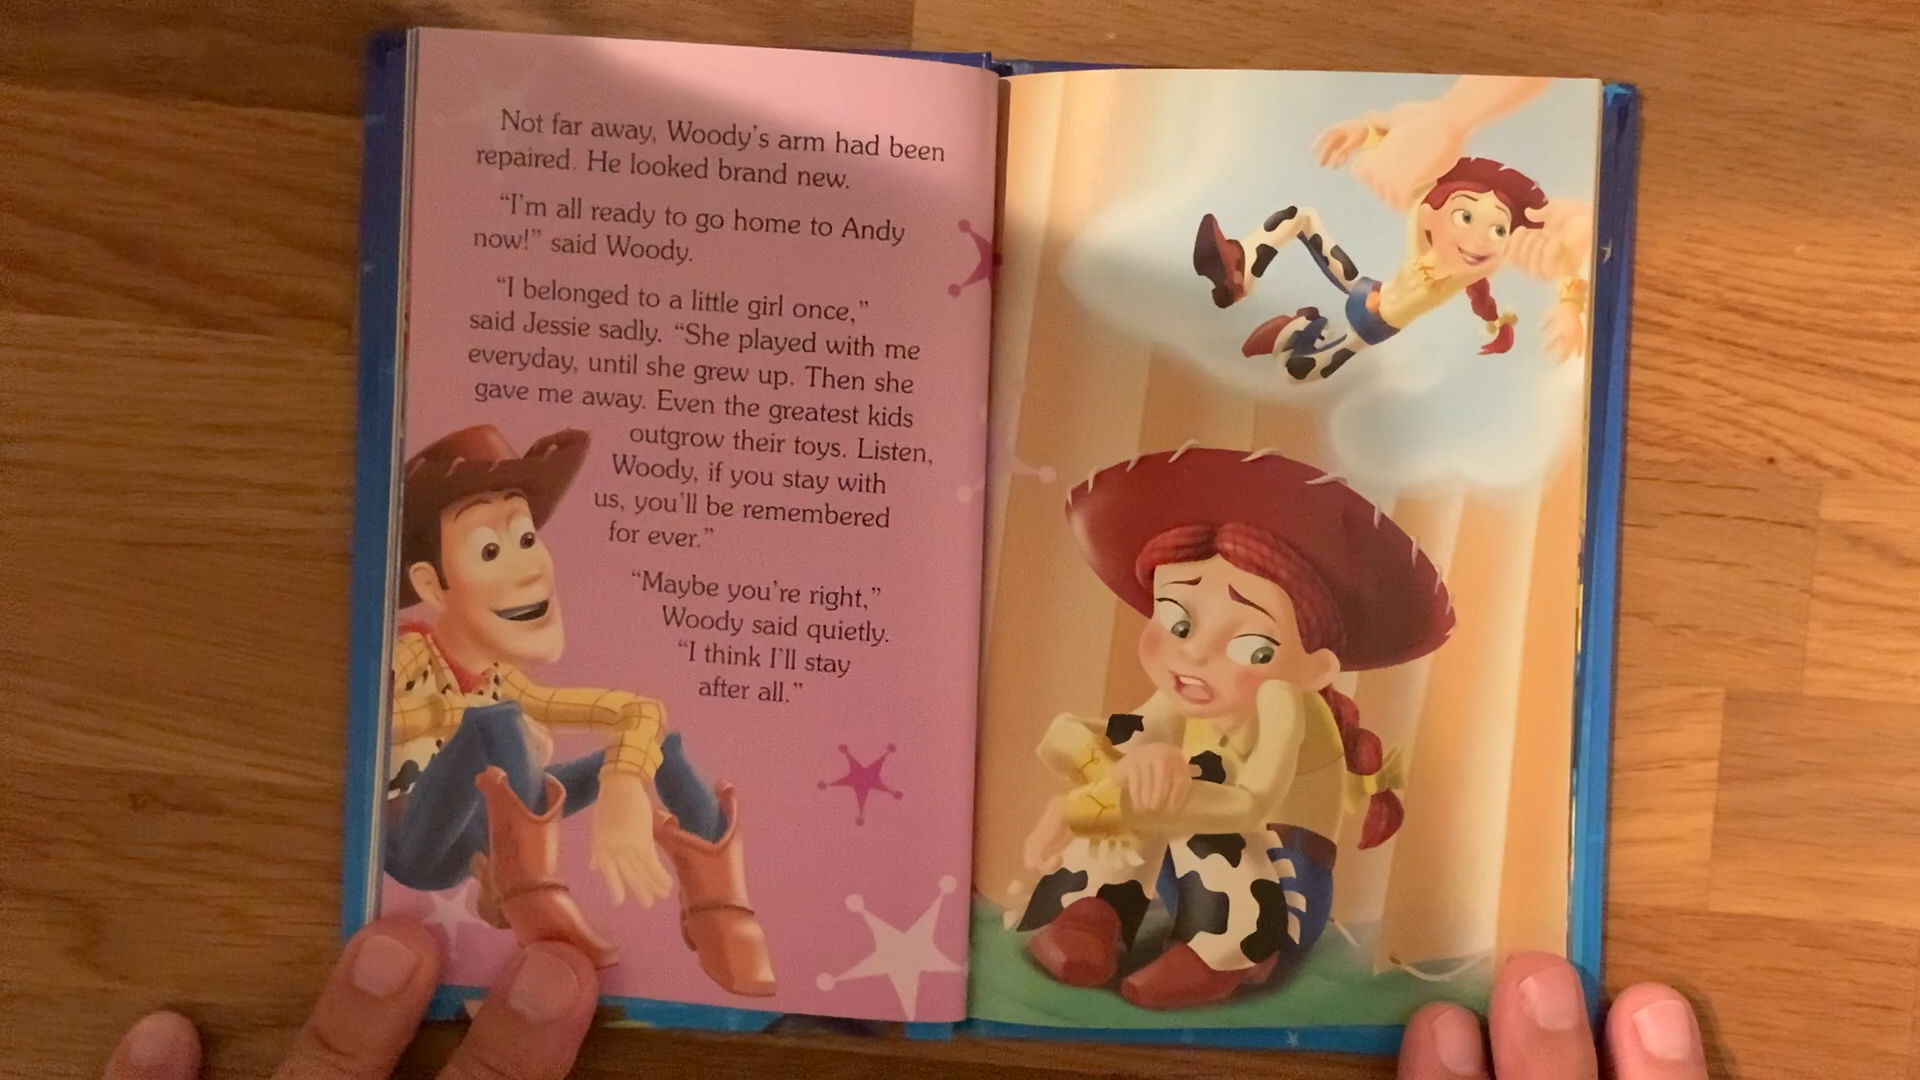 Not far away, Woody's arm had been
repaired. He looked brand new.
“I'm all ready to go home to Andy
now!” said Woody.
“I belonged to a little girl once,”
said Jessie sadly. “She played with me
everyday, until she grew up. Then she
gave me away. Even the greatest kids
outgrow their toys. Listen,
Woody, if you stay with
us, you'll be remembered
for ever.”
“Maybe you're right,”
Woody said quietly.
“I think I'll stay
after all.”